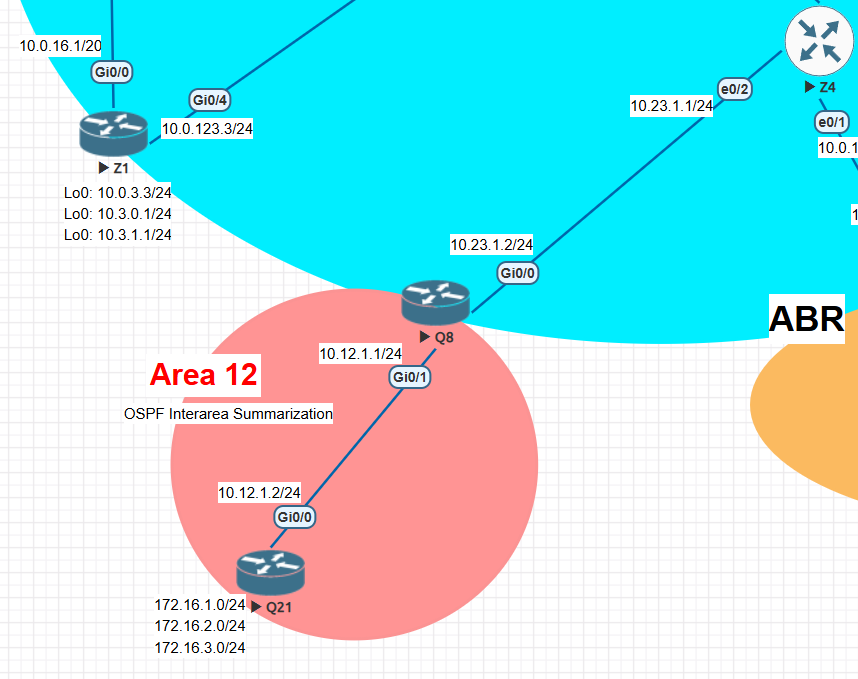 10.0.16.1/20
Gi0/0
Gi0/4
10.0.123.3/24
Z1
Lo0: 10.0.3.3/24
Lo0: 10.3.0.1/24
Lo0: 10.3.1.1/24
Z4
e0/2
10.23.1.1/24
e0/1
10.0.1
1
10.23.1.2/24
Gi0/0
Q8
ABR
10.12.1.1/24
Gi0/1
Area 12
OSPF Interarea Summarization
10.12.1.2/24
Gi0/0
Q21
172.16.1.0/24
172.16.2.0/24
172.16.3.0/24